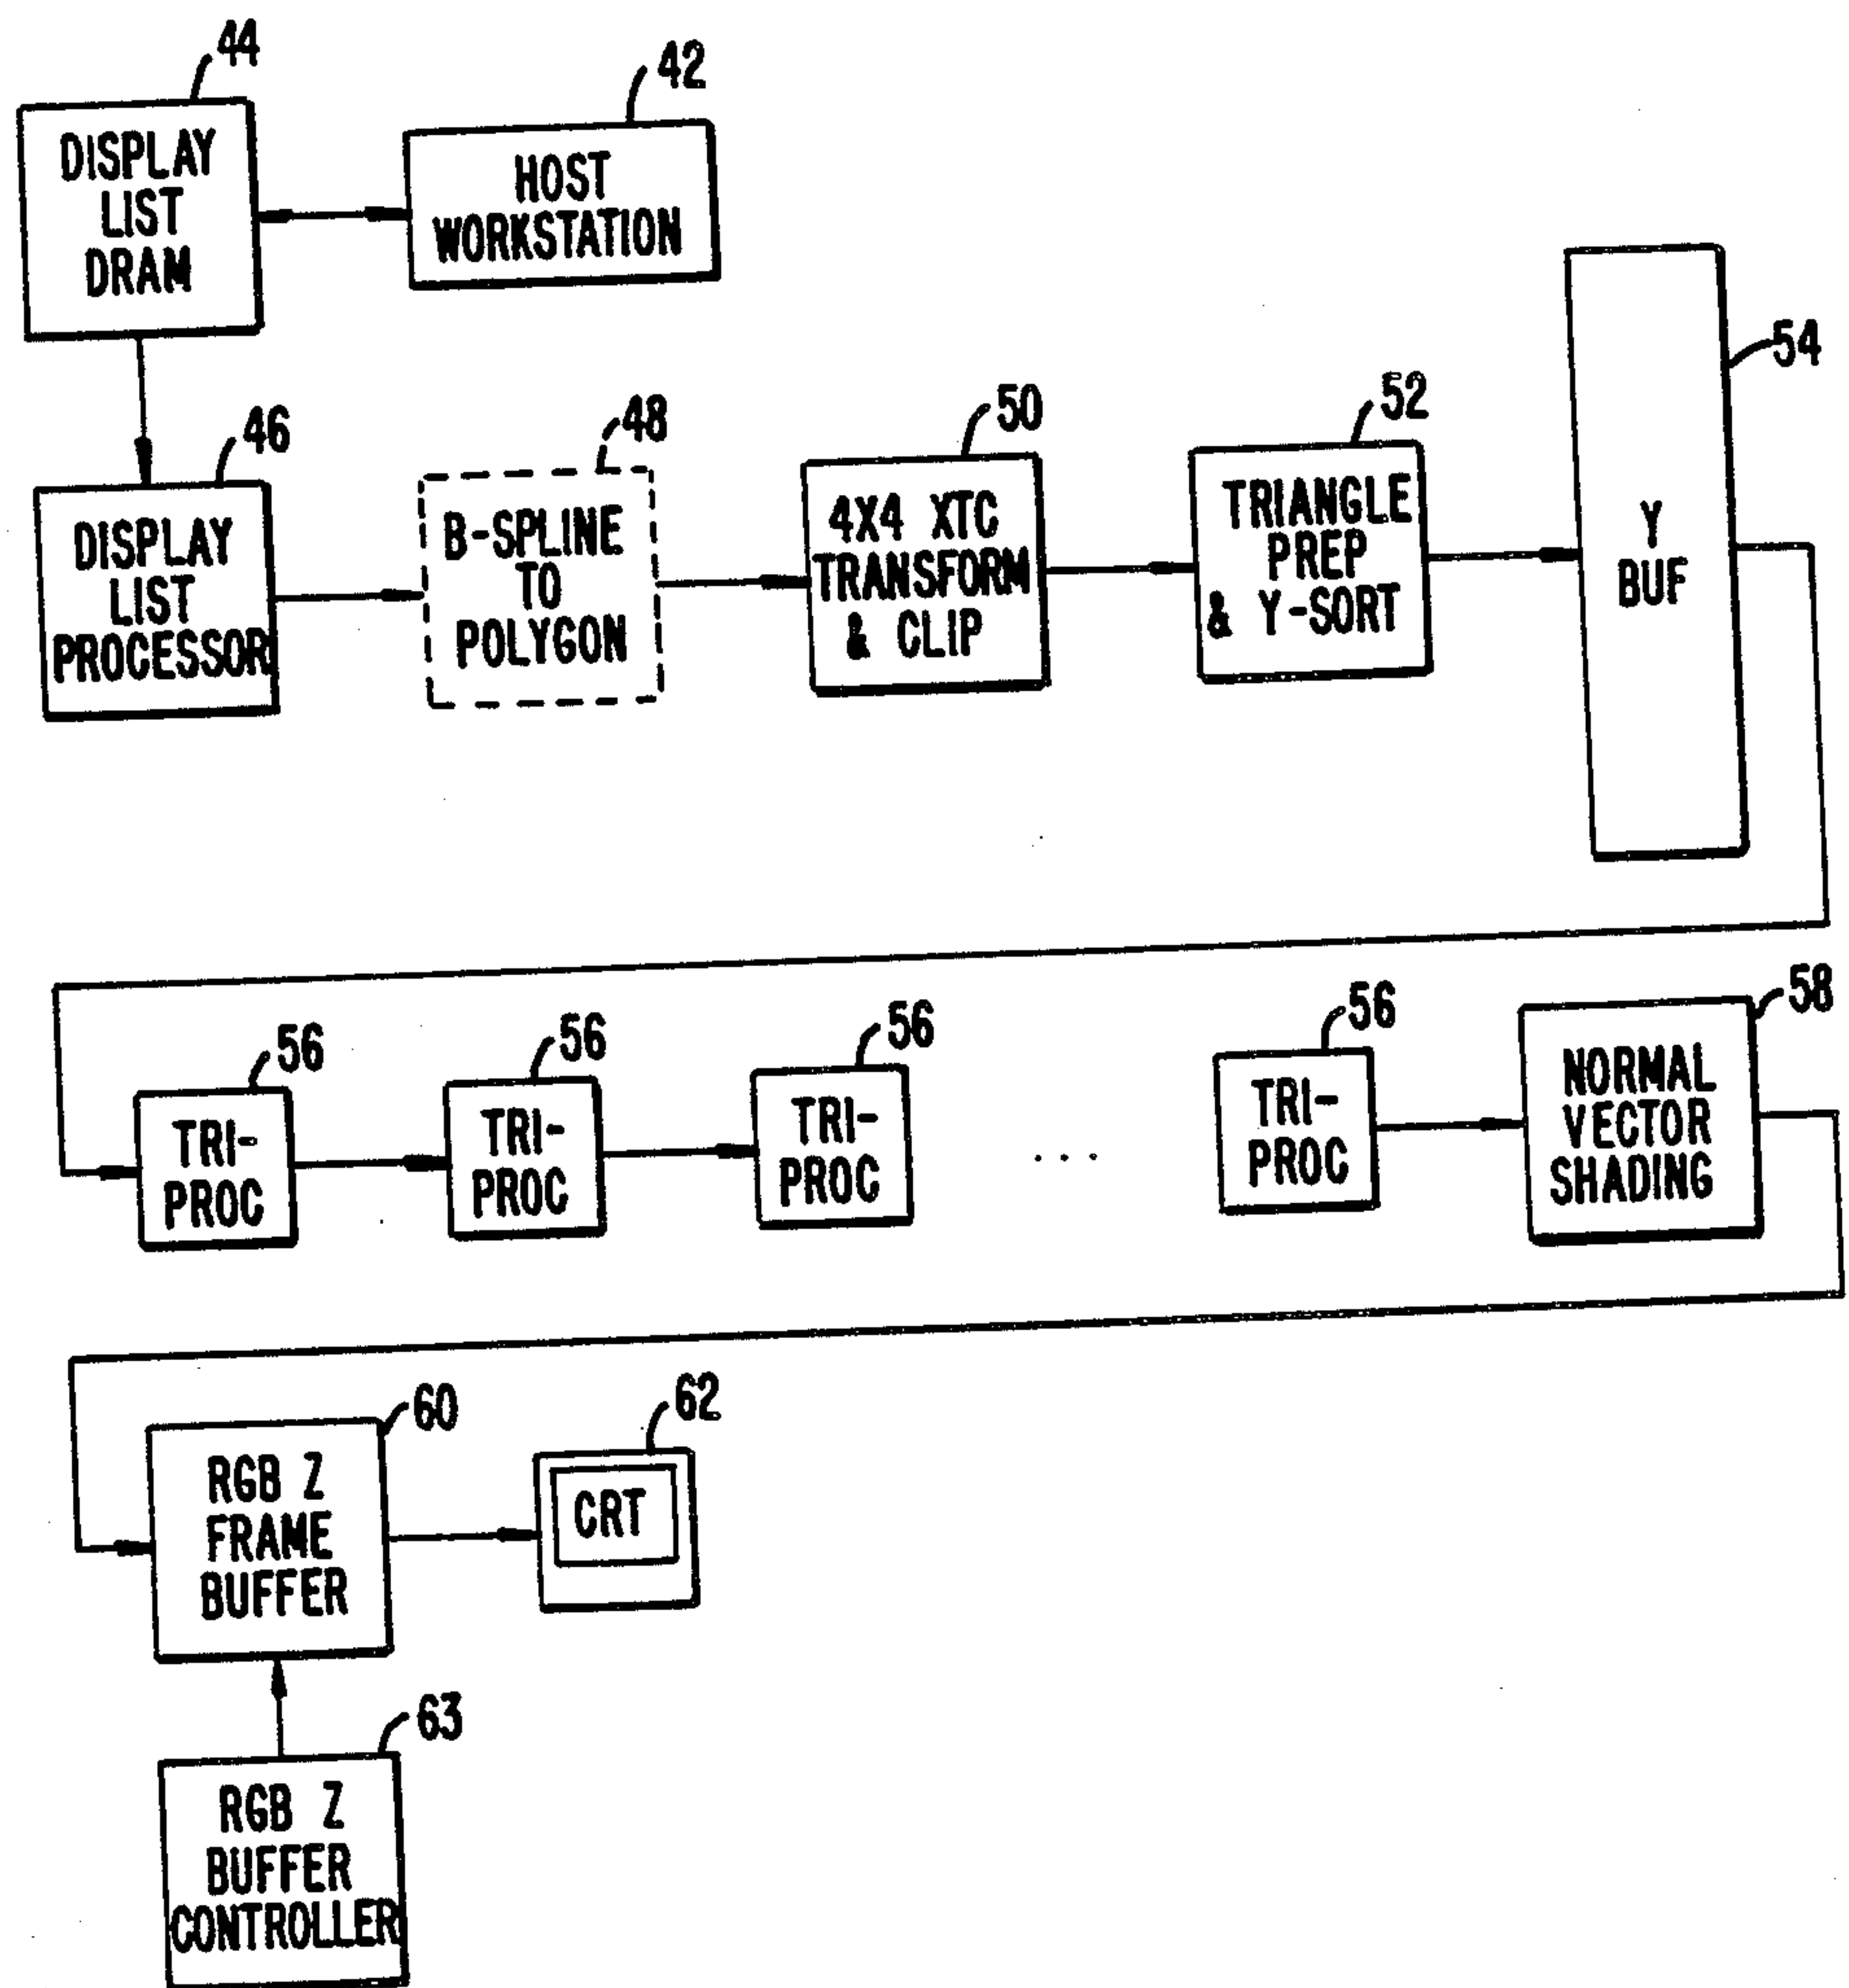 44
DISPLAY
LIST
DRAM
42
HOST
WORKSTATION
46
DISPLAY
LIST
PROCESSOR
48
B-SPLINE
TO
POLYGON
50
4X4 XTC
TRANSFORM
& CLIP
52
TRIANGLE
PREP
& Y-SORT
54
Y
BUF
56
TRI-
PROC
56
TRI-
PROC
56
TRI-
PROC
...
56
TRI-
PROC
58
NORMAL
VECTOR
SHADING
60
RGB Z
FRAME
BUFFER
62
CRT
63
RGB Z
BUFFER
CONTROLLER